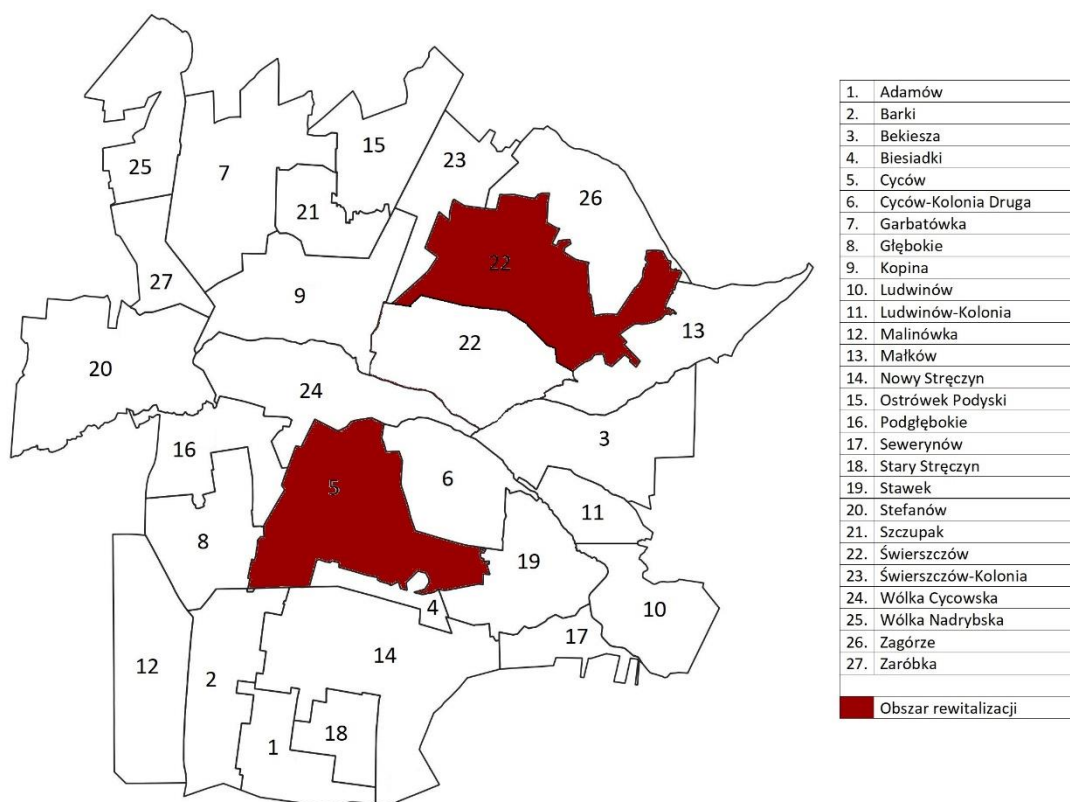 25
7
15
23
26
21
22
27
9
13
22
20
24
3
16
6
5
11
8
19
10
4
17
14
12
2
18
1
1. Adamów
2. Barki
3. Bekiesza
4. Biesiadki
5. Cyców
6. Cyców-Kolonia Druga
7. Garbatówka
8. Głębokie
9. Kopina
10. Ludwinów
11. Ludwinów-Kolonia
12. Malinówka
13. Małków
14. Nowy Stręczyn
15. Ostrówek Podyski
16. Podgłębokie
17. Sewerynów
18. Stary Stręczyn
19. Stawek
20. Stefanów
21. Szczupak
22. Świerszczów
23. Świerszczów-Kolonia
24. Wólka Cycowska
25. Wólka Nadrybska
26. Zagórze
27. Zaróbka
Obszar rewitalizacji